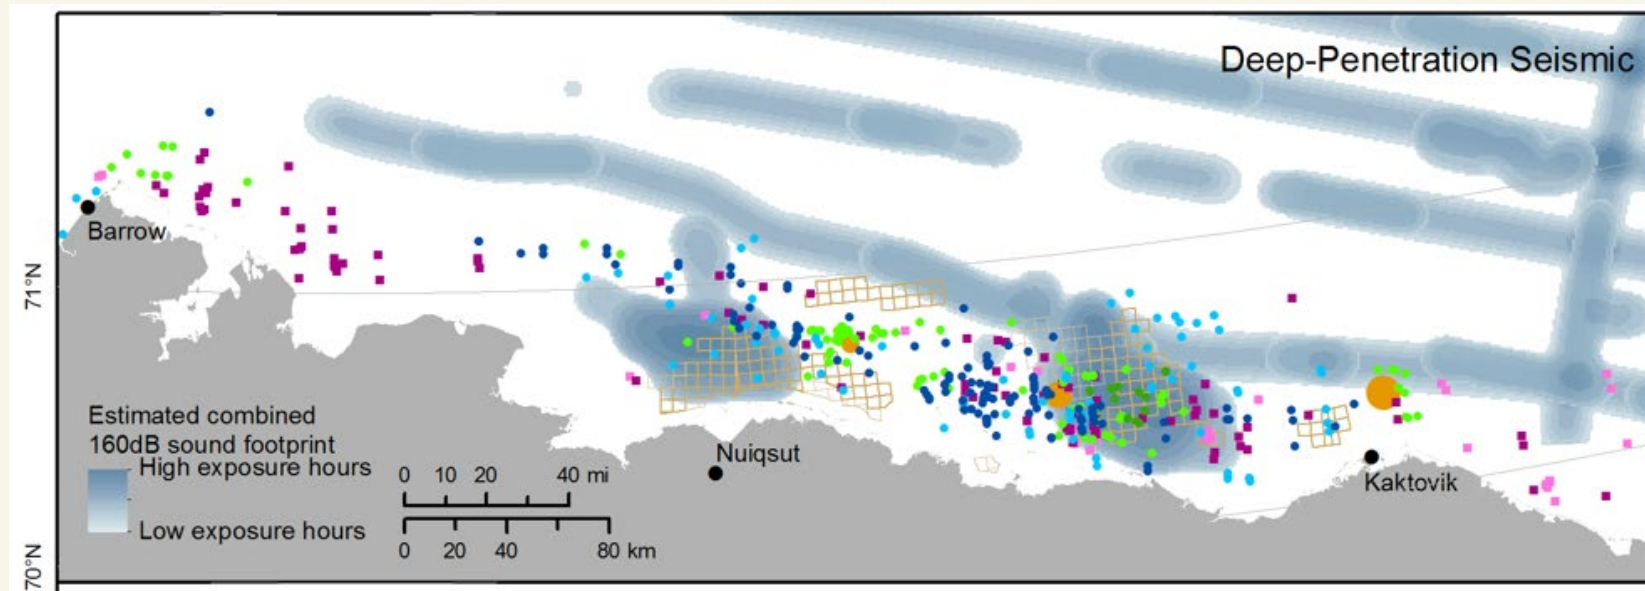 Deep-Penetration Seismic
Barrow
71°N
Estimated combined
160dB sound footprint
High exposure hours
Low exposure hours
0 10 20 40 mi
0 20 40 80 km
Nuiqsut
Kaktovik
70°N